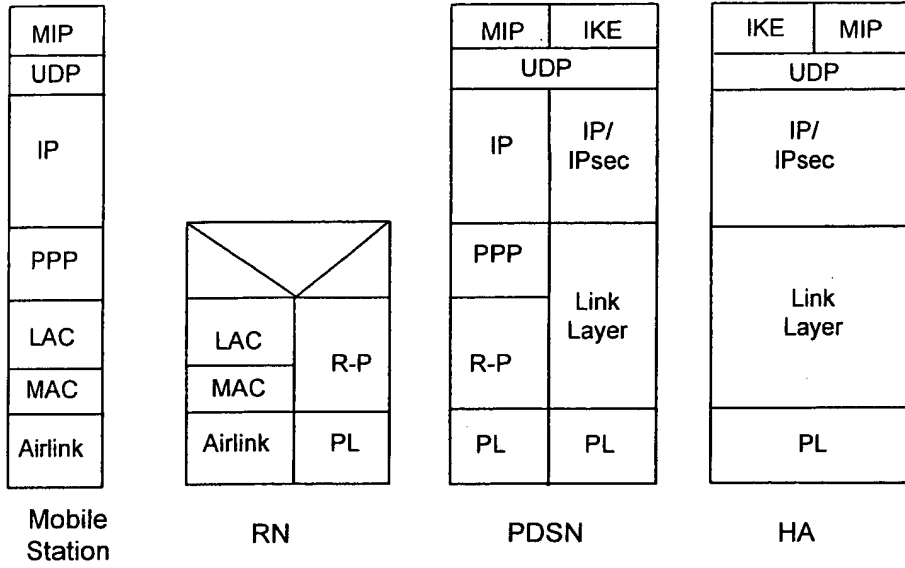 MIP
UDP
IP
PPP
LAC
MAC
Airlink
Mobile
Station
LAC
MAC
Airlink
R-P
PL
RN
MIP
IKE
UDP
IP
IP/
IPsec
PPP
R-P
Link
Layer
PL
PL
PDSN
IKE
MIP
UDP
IP/
IPsec
Link
Layer
PL
HA